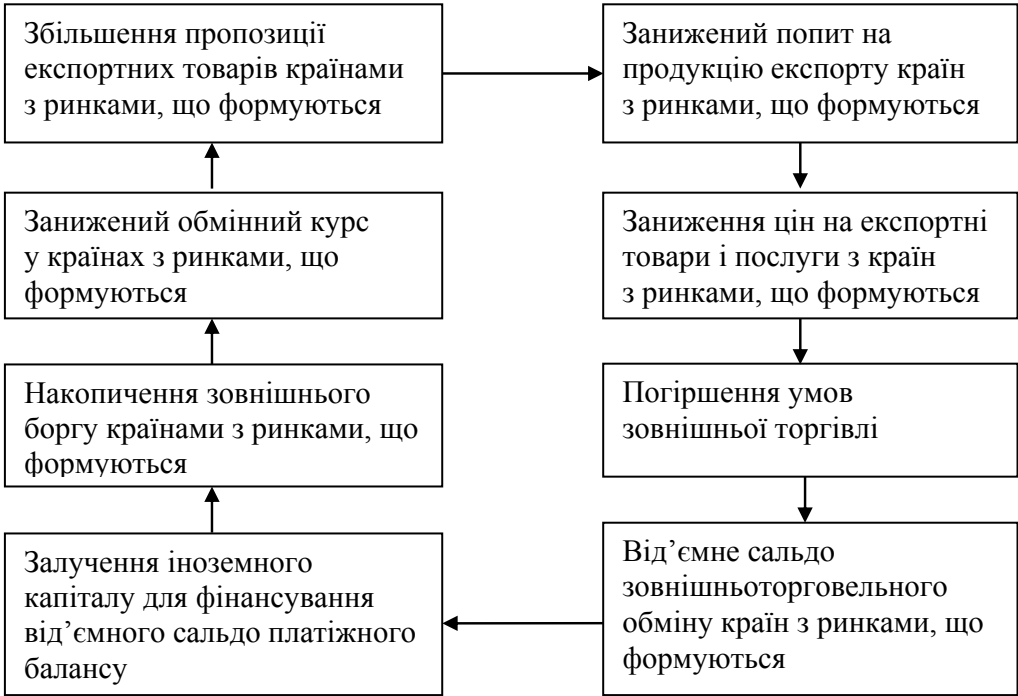 Збільшення пропозиції
експортних товарів країнами
з ринками, що формуються
Занижений попит на
продукцію експорту країн
з ринками, що формуються
Занижений обмінний курс
у країнах з ринками, що
формуються
Заниження цін на експортні
товари і послуги з країн
з ринками, що формуються
Накопичення зовнішнього
боргу країнами з ринками, що
формуються
Погіршення умов
зовнішньої торгівлі
Залучення іноземного
капіталу для фінансування
від’ємного сальдо платіжного
балансу
Від’ємне сальдо
зовнішньоторговельного
обміну країн з ринками, що
формуються